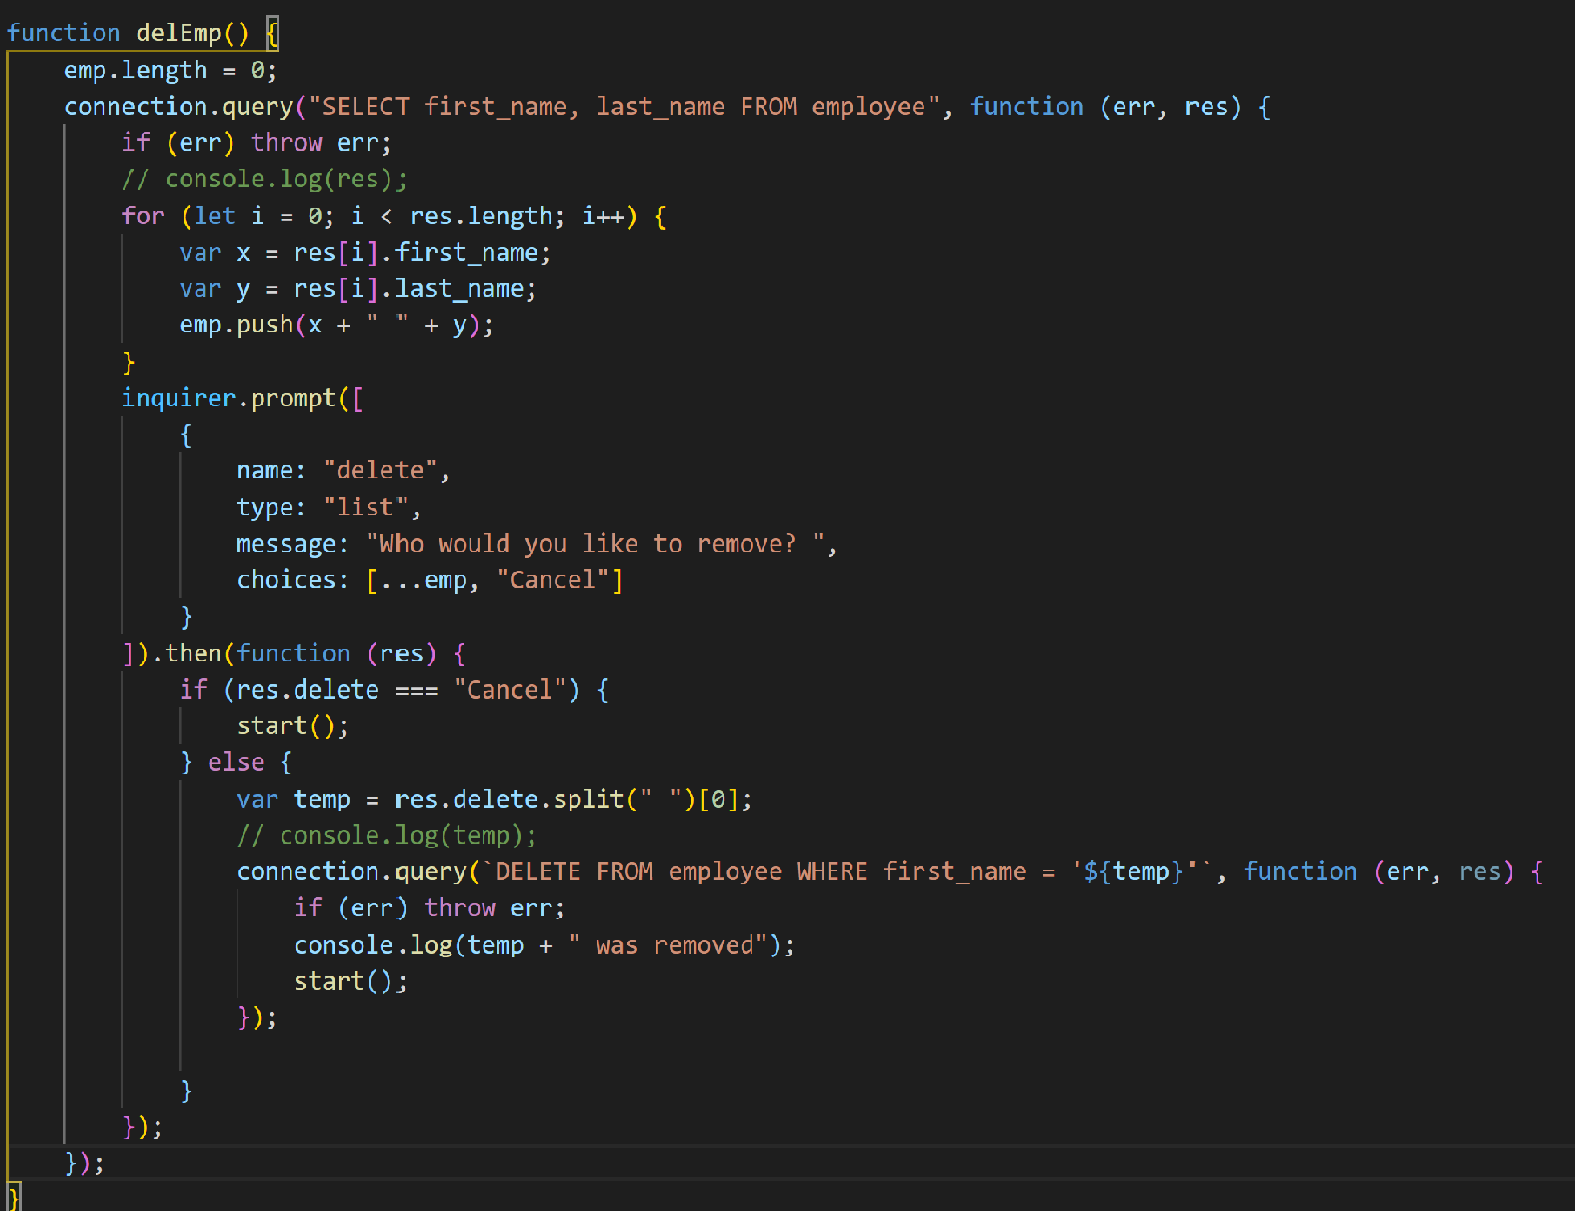 function delEmp() {
emp.length = 0;
connection.query("SELECT first_name, last_name FROM employee", function (err, res) {
if (err) throw err;
// console.log(res);
for (let i = 0; i < res.length; i++) {
var x = res[i].first_name;
var y = res[i].last_name;
emp.push(x + " " + y);
}
inquirer.prompt([
{
name: "delete",
type: "list",
message: "Who would you like to remove? ",
choices: [...emp, "Cancel"]
}
]).then(function (res) {
if (res.delete === "Cancel") {
start();
} else {
var temp = res.delete.split(" ")[0];
// console.log(temp);
connection.query(`DELETE FROM employee WHERE first_name = '${temp}'`, function (err, res) {
if (err) throw err;
console.log(temp + " was removed");
start();
});
}
});
});
}